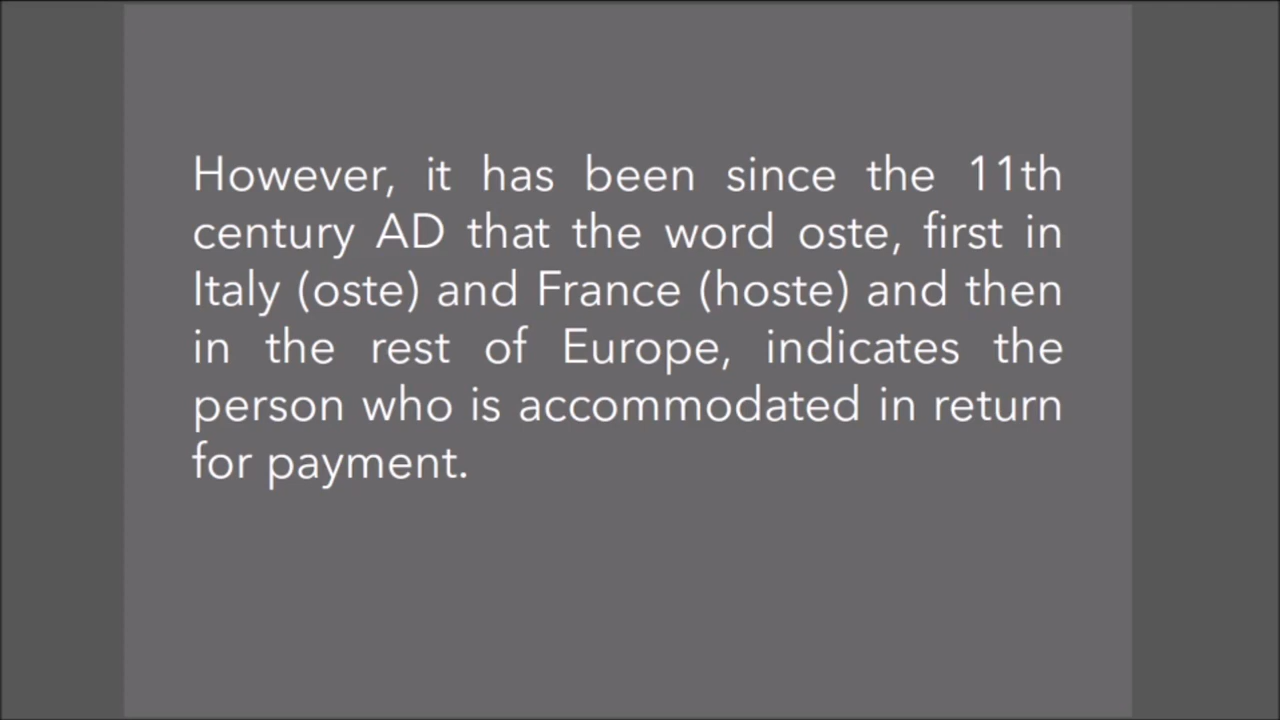 However, it has been since the 11th
century AD that the word oste, first in
Italy (oste) and France (hoste) and then
in the rest of Europe, indicates the
person who is accommodated in return
for payment.